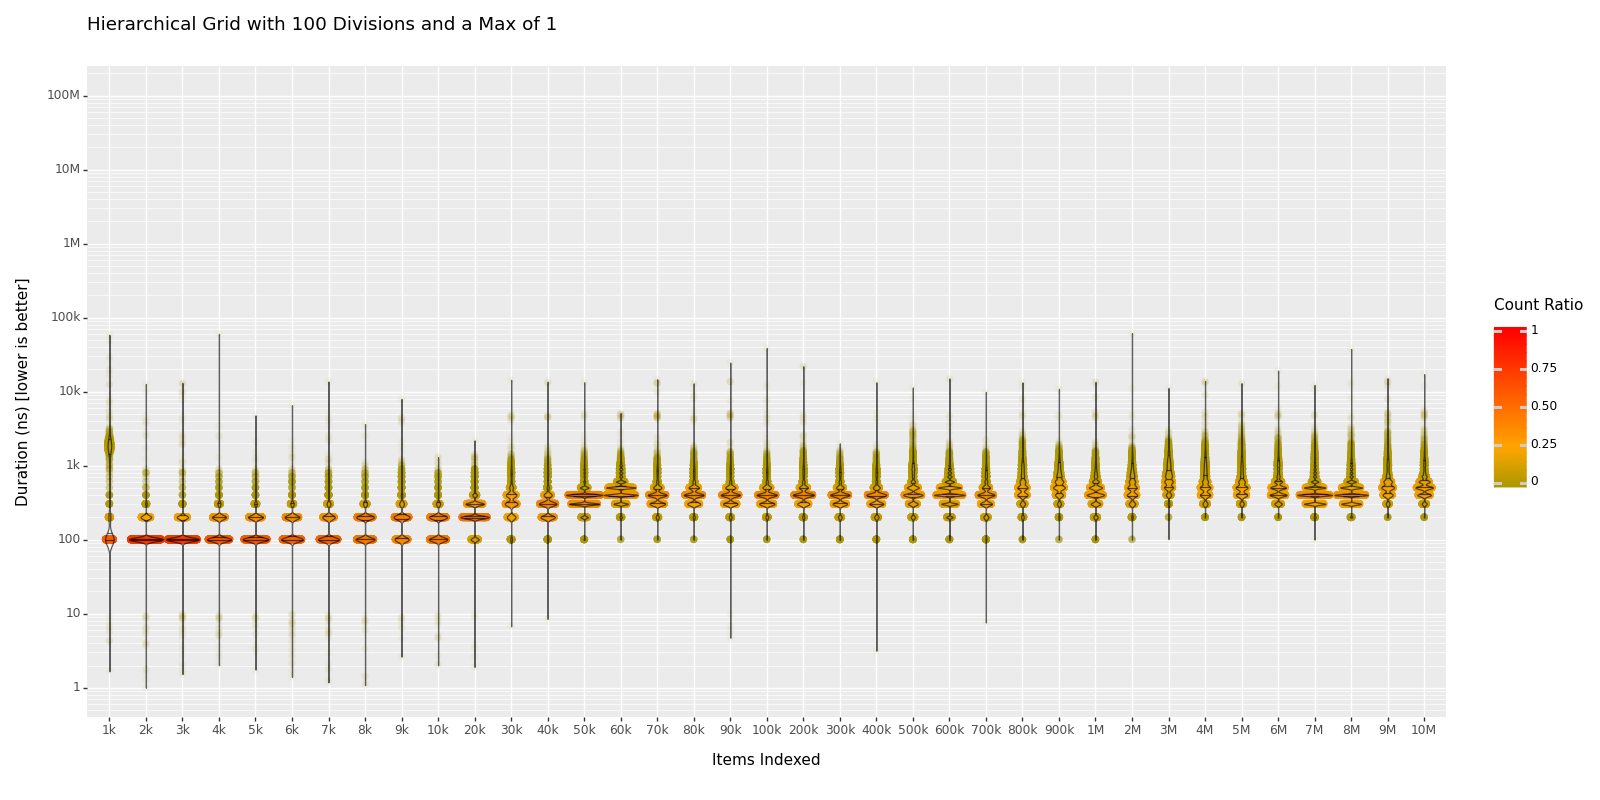 Hierarchical Grid with 100 Divisions and a Max of 1
100M
10M
1M
100k
10k
1k
100
10
1
Duration (ns) [lower is better]
1k 2k 3k 4k 5k 6k 7k 8k 9k 10k 20k 30k 40k 50k 60k 70k 80k 90k 100k 200k 300k 400k 500k 600k 700k 800k 900k 1M 2M 3M 4M 5M 6M 7M 8M 9M 10M
Items Indexed
Count Ratio
1
0.75
0.50
0.25
0